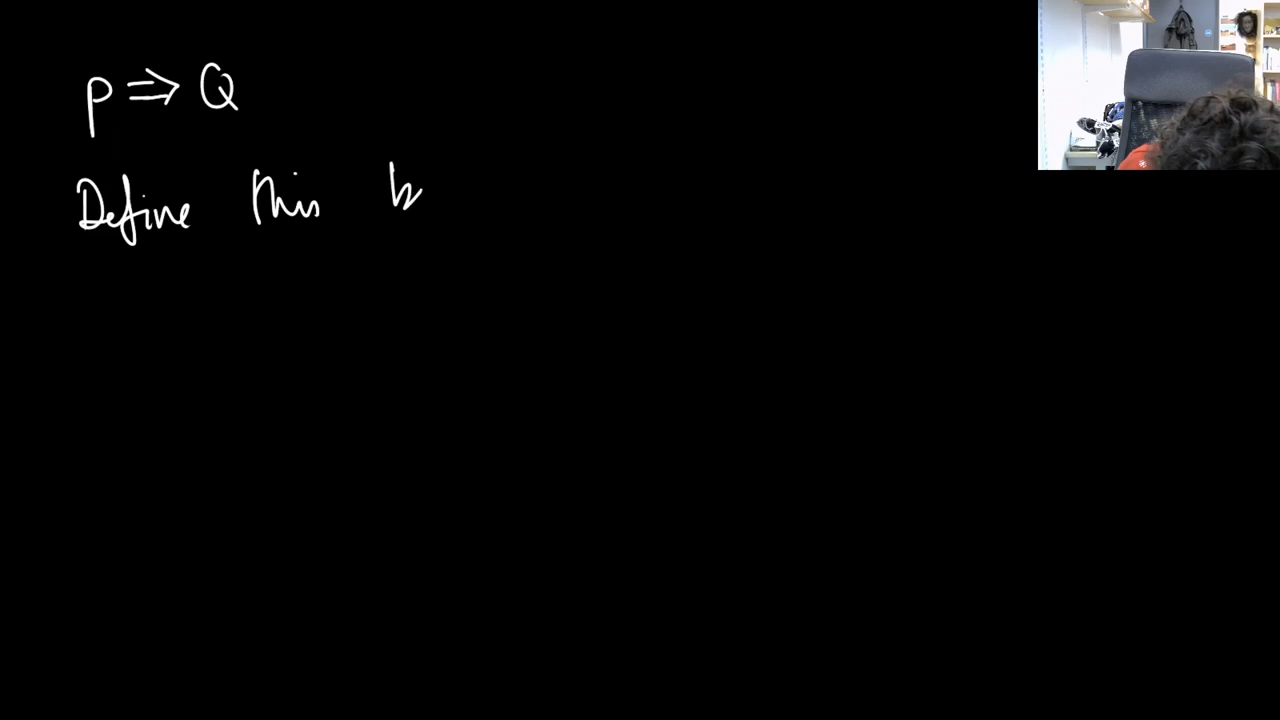 P ⇒ Q
Define this